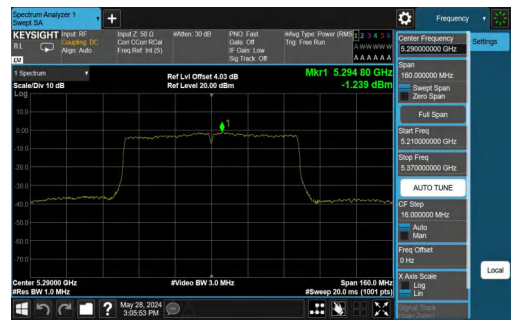 Spectrum Analyzer 1
Swept SA
Frequency
KEYSIGHT
RL
LV
Input: RF
Coupling: DC
Align: Auto
Input Z: 50 Ω
Corr CCorr RCal
Freq Ref: Int (S)
#Atten: 30 dB
PNO: Fast
Gate: Off
IF Gain: Low
Sig Track: Off
#Avg Type: Power (RMS
Trig: Free Run
1 2 3 4 5 6
A W W W W W
A A A A A A
1 Spectrum
Scale/Div 10 dB
Log
Ref Lvl Offset 4.03 dB
Ref Level 20.00 dBm
Mkr1 5.294 80 GHz
-1.239 dBm
1
10.0
0.00
-10.0
-20.0
-30.0
-40.0
-50.0
-60.0
-70.0
Center 5.29000 GHz
#Res BW 1.0 MHz
#Video BW 3.0 MHz
Span 160.0 MHz
#Sweep 20.0 ms (1001 pts)
May 28, 2024
3:05:53 PM
Center Frequency
5.290000000 GHz
Span
160.000000 MHz
Swept Span
Zero Span
Full Span
Start Freq
5.210000000 GHz
Stop Freq
5.370000000 GHz
AUTO TUNE
CF Step
16.000000 MHz
Auto
Man
Freq Offset
0 Hz
X Axis Scale
Log
Lin
Signal Track
Settings
Local